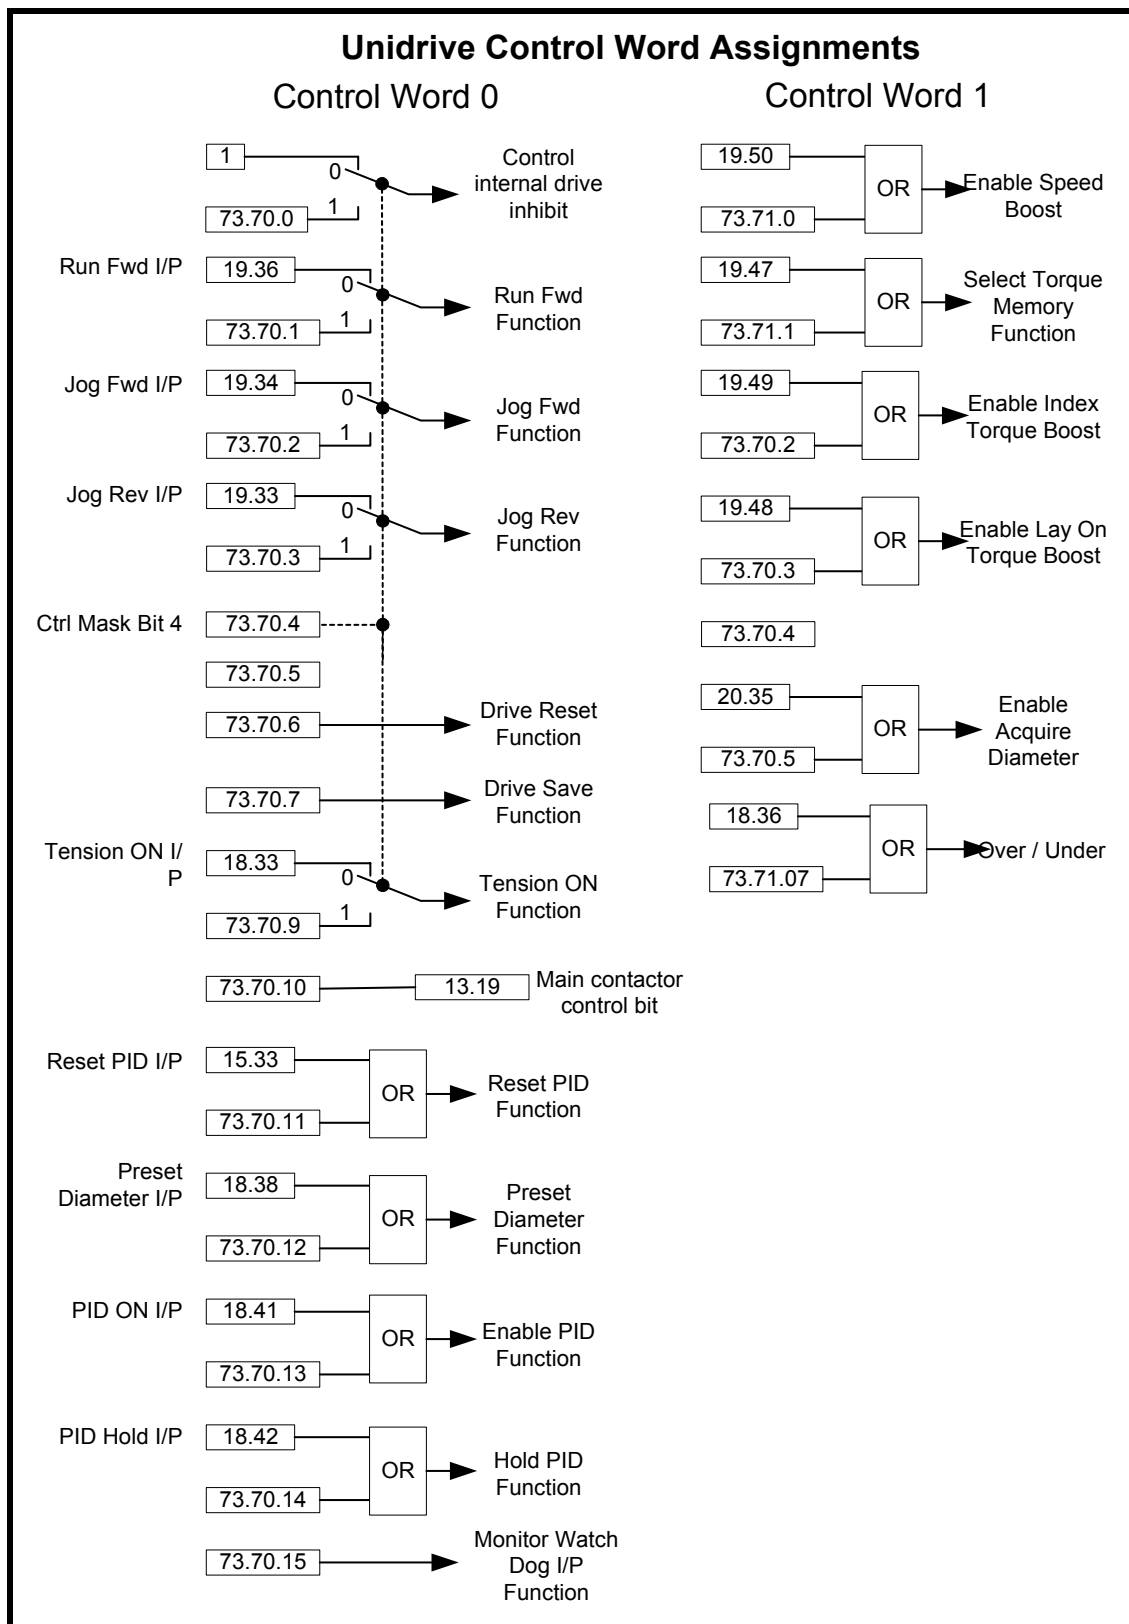 Unidrive Control Word Assignments
Control Word 0
1
0
1
73.70.0
Control
internal drive
inhibit
Run Fwd I/P
19.36
0
1
73.70.1
Run Fwd
Function
Jog Fwd I/P
19.34
0
1
73.70.2
Jog Fwd
Function
Jog Rev I/P
19.33
0
1
73.70.3
Jog Rev
Function
Ctrl Mask Bit 4
73.70.4
73.70.5
73.70.6
Drive Reset
Function
73.70.7
Drive Save
Function
Tension ON I/
P
18.33
0
1
73.70.9
Tension ON
Function
73.70.10
13.19
Main contactor
control bit
Reset PID I/P
15.33
73.70.11
OR
Reset PID
Function
Preset
Diameter I/P
18.38
73.70.12
OR
Preset
Diameter
Function
PID ON I/P
18.41
73.70.13
OR
Enable PID
Function
PID Hold I/P
18.42
73.70.14
OR
Hold PID
Function
73.70.15
Monitor Watch
Dog I/P
Function
Control Word 1
19.50
73.71.0
OR
Enable Speed
Boost
19.47
73.71.1
OR
Select Torque
Memory
Function
19.49
73.70.2
OR
Enable Index
Torque Boost
19.48
73.70.3
OR
Enable Lay On
Torque Boost
73.70.4
20.35
73.70.5
OR
Enable
Acquire
Diameter
18.36
73.71.07
OR
Over / Under